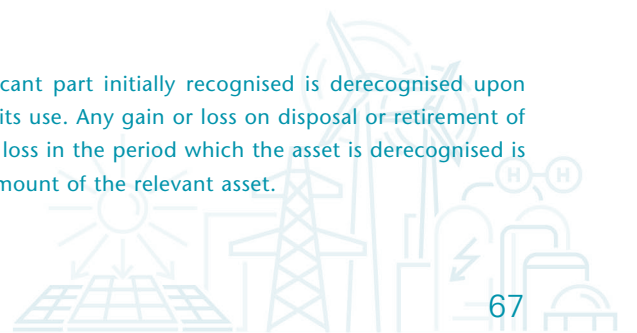 icant part initially recognised is derecognised upon
its use. Any gain or loss on disposal or retirement of
loss in the period which the asset is derecognised is
mount of the relevant asset.
H H
67